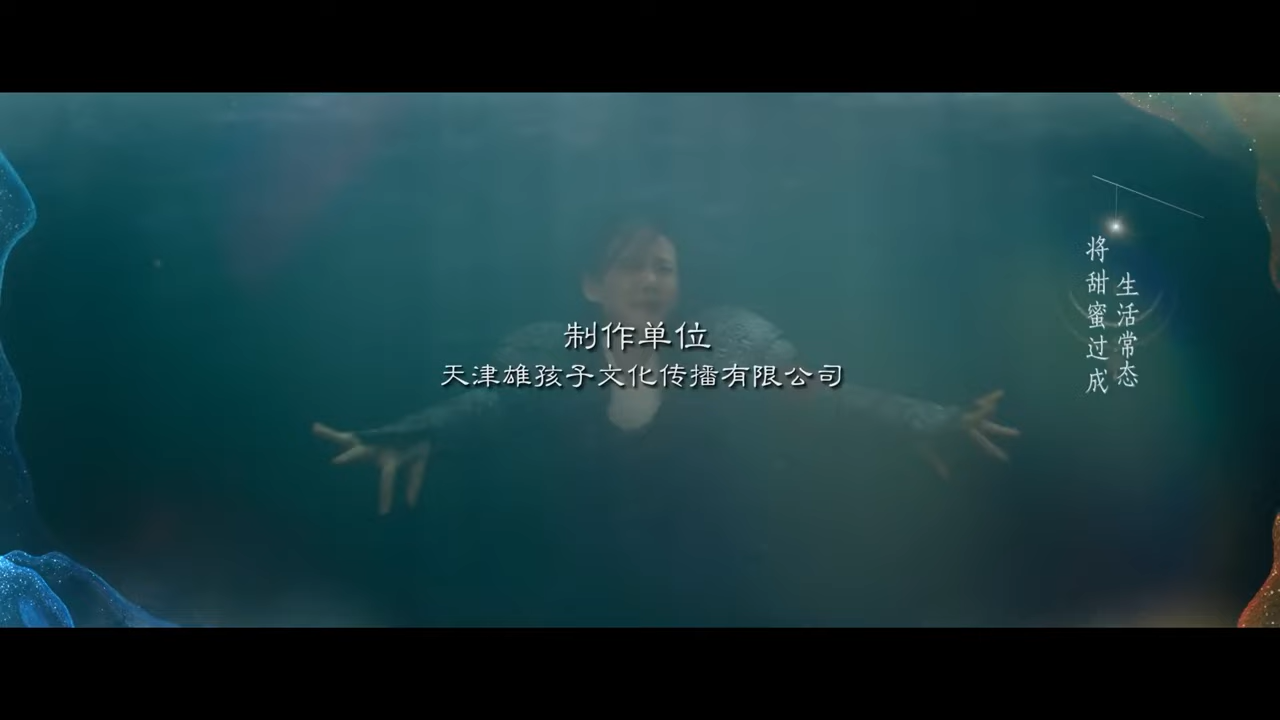 制作单位
天津雄孩子文化传播有限公司
将甜蜜过成
生活常态